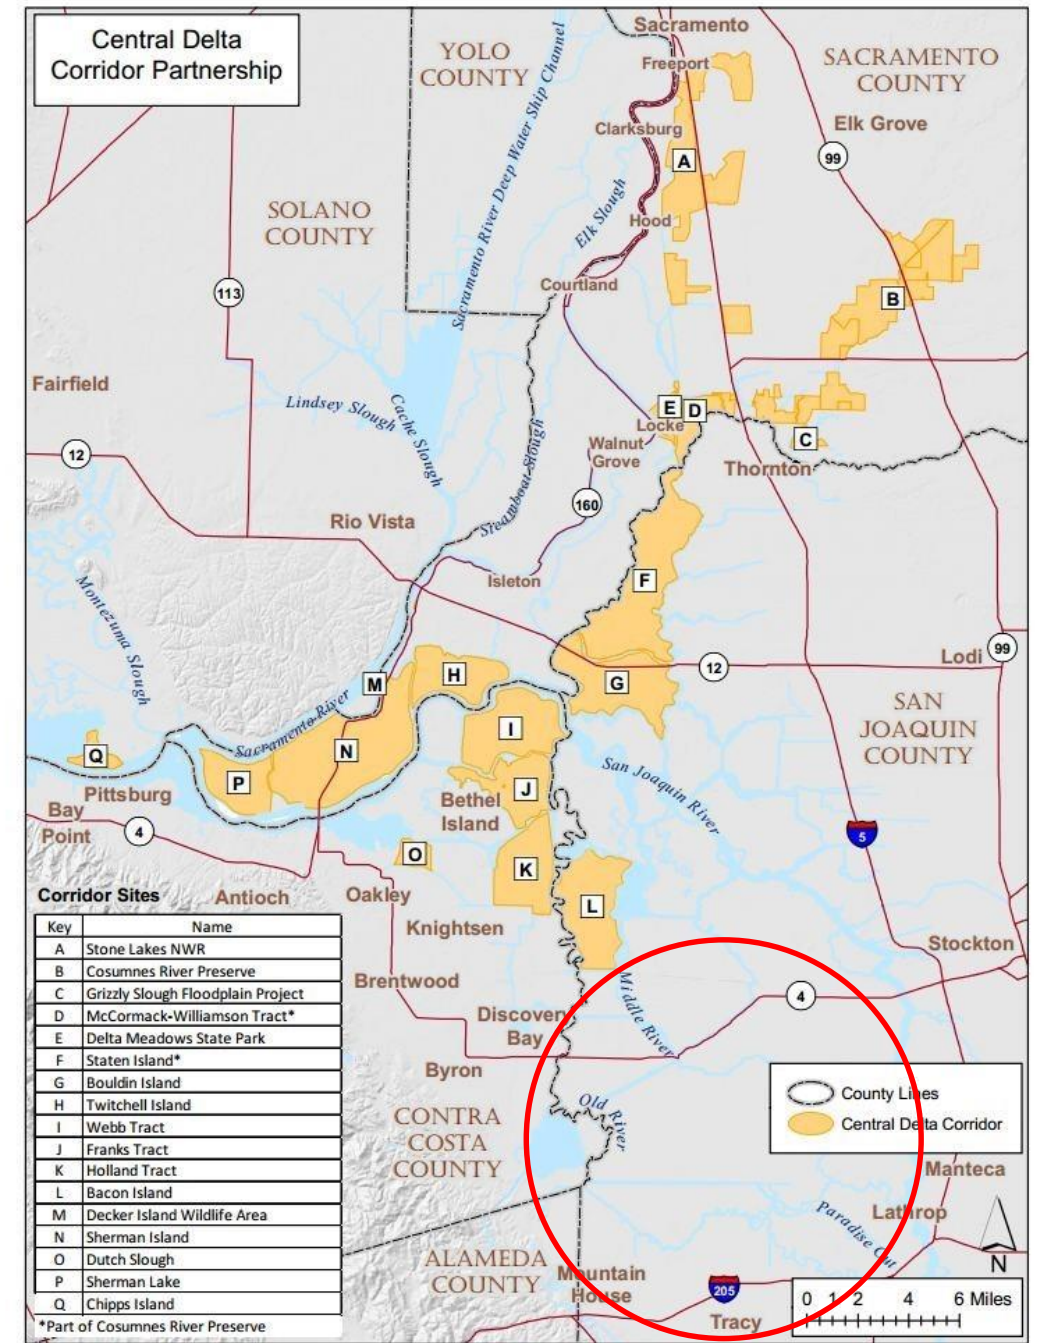 Central Delta
Corridor Partnership
YOLO
COUNTY
Sacramento River Deep Water Ship Channel
Sacramento
Freeport
SACRAMENTO
COUNTY
Elk Grove
99
Clarksburg
A
SOLANO
COUNTY
Elk Slough
Hood
113
Courtland
B
Fairfield
Lindsey Slough
Cache Slough
E
D
Locke
C
Walnut
Grove
Thornton
12
Steamboat Slough
160
Rio Vista
Isleton
F
Montezuma Slough
H
M
G
12
Lodi
99
SAN
JOAQUIN
COUNTY
Sacramento River
I
N
Q
P
San Joaquin River
J
Pittsburg
Bethel
Island
Bay
Point
4
5
O
K
Antioch
Oakley
L
Knightsen
Stockton
Brentwood
Middle River
4
Discovery
Bay
Byron
Old River
CONTRA
COSTA
COUNTY
County Lines
Central Delta Corridor
Manteca
Lathrop
Paradise Cut
ALAMEDA
COUNTY
Mountain
House
205
Tracy
N
0 1 2 4 6 Miles
Corridor Sites
Key Name
A Stone Lakes NWR
B Cosumnes River Preserve
C Grizzly Slough Floodplain Project
D McCormack-Williamson Tract*
E Delta Meadows State Park
F Staten Island*
G Bouldin Island
H Twitchell Island
I Webb Tract
J Franks Tract
K Holland Tract
L Bacon Island
M Decker Island Wildlife Area
N Sherman Island
O Dutch Slough
P Sherman Lake
Q Chipps Island
*Part of Cosumnes River Preserve